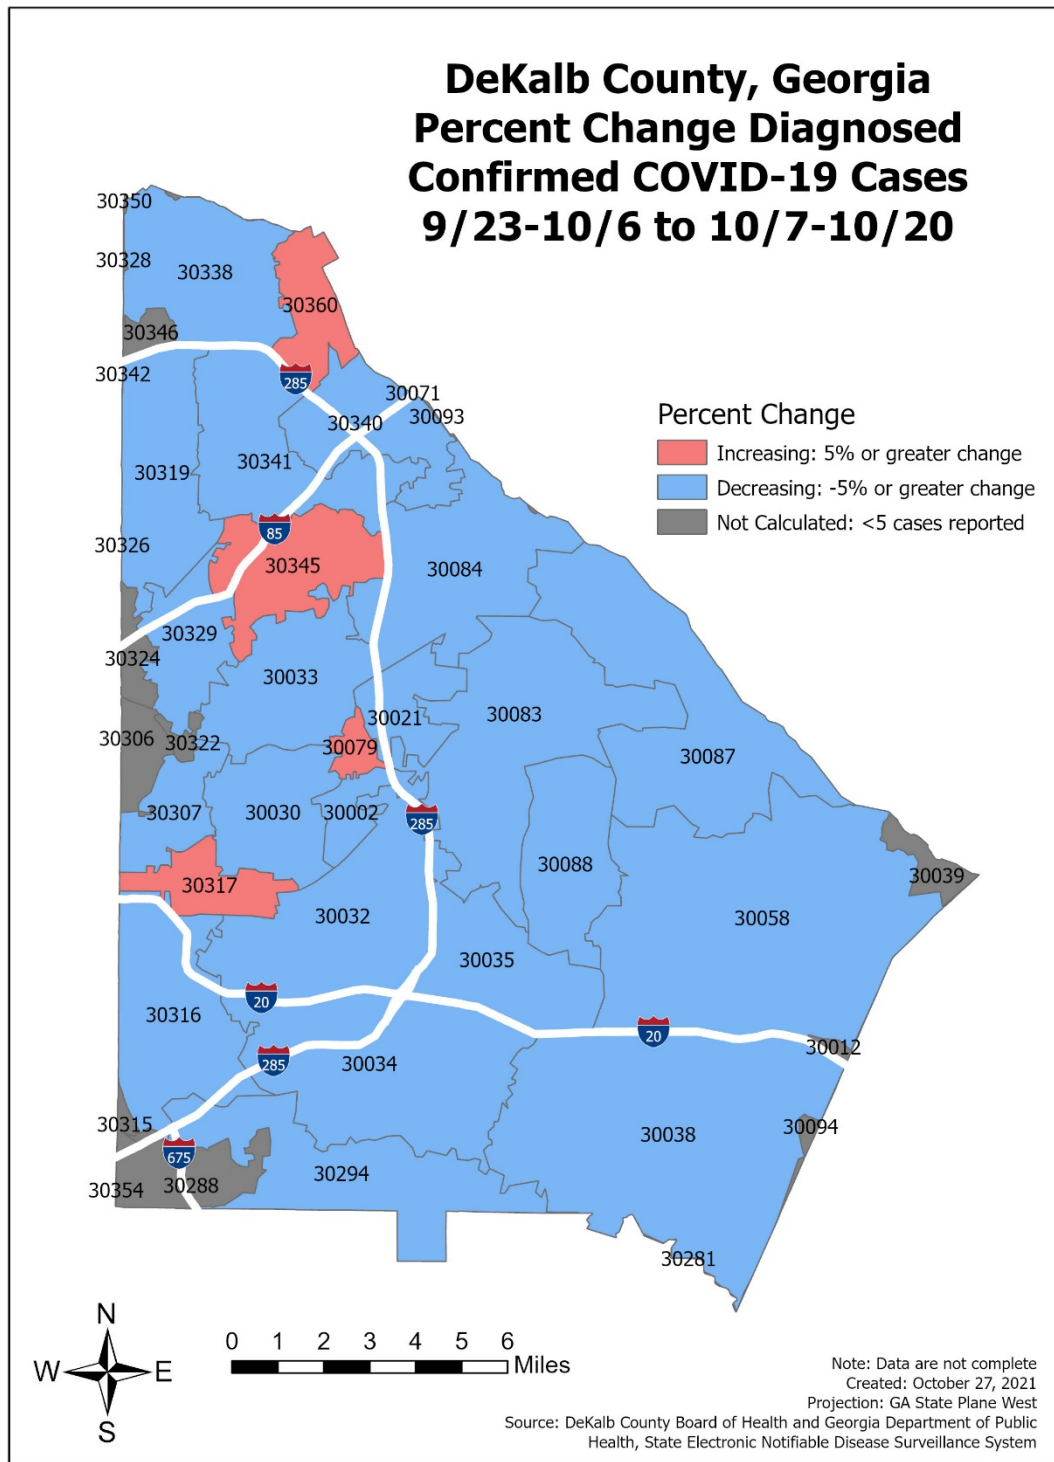 DeKalb County, Georgia
Percent Change Diagnosed
Confirmed COVID-19 Cases
9/23-10/6 to 10/7-10/20
30350
30328
30338
30360
30346
30342
285
30071
30093
30340
30319
30341
Percent Change
Increasing: 5% or greater change
Decreasing: -5% or greater change
Not Calculated: <5 cases reported
85
30326
30345
30084
30329
30324
30033
30021
30083
30306
30322
30079
30087
30307
30030
30002
285
30088
30317
30039
30032
30058
30035
20
30316
20
30012
285
30034
30315
30094
30038
675
30354
30288
30294
30281
N
W
E
S
0 1 2 3 4 5 6
Miles
Note: Data are not complete
Created: October 27, 2021
Projection: GA State Plane West
Source: DeKalb County Board of Health and Georgia Department of Public
Health, State Electronic Notifiable Disease Surveillance System